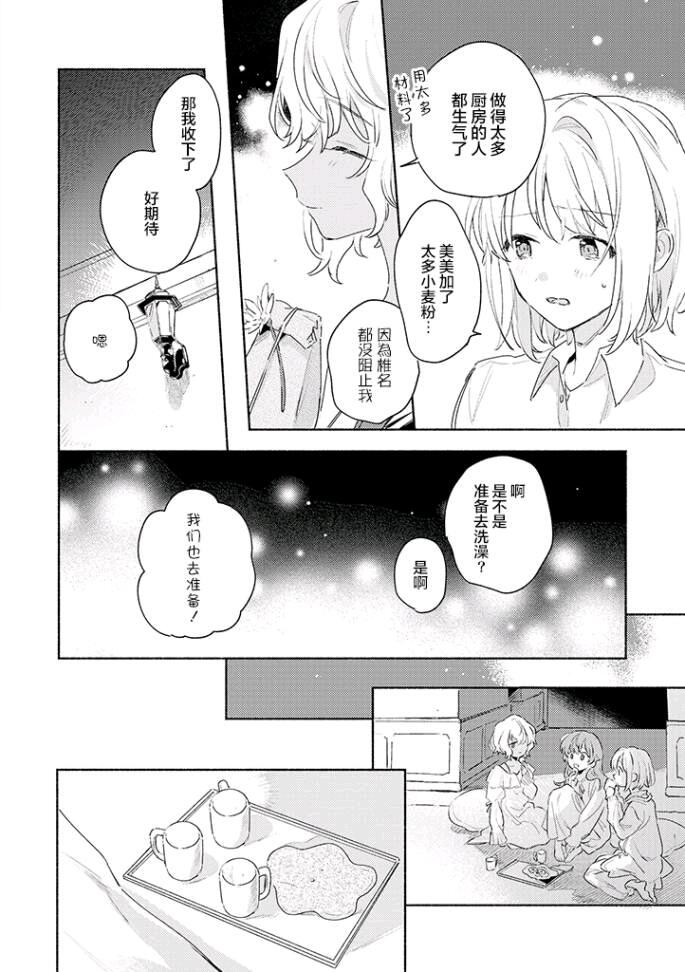 做得太多
厨房的人
都生气了
用太多
材料了
美美加了
太多小麦粉…
因為椎名
都沒阻止我
那我收下了
好期待
嗯
啊
是不是
准备去洗澡？
是啊
我们也去准备！